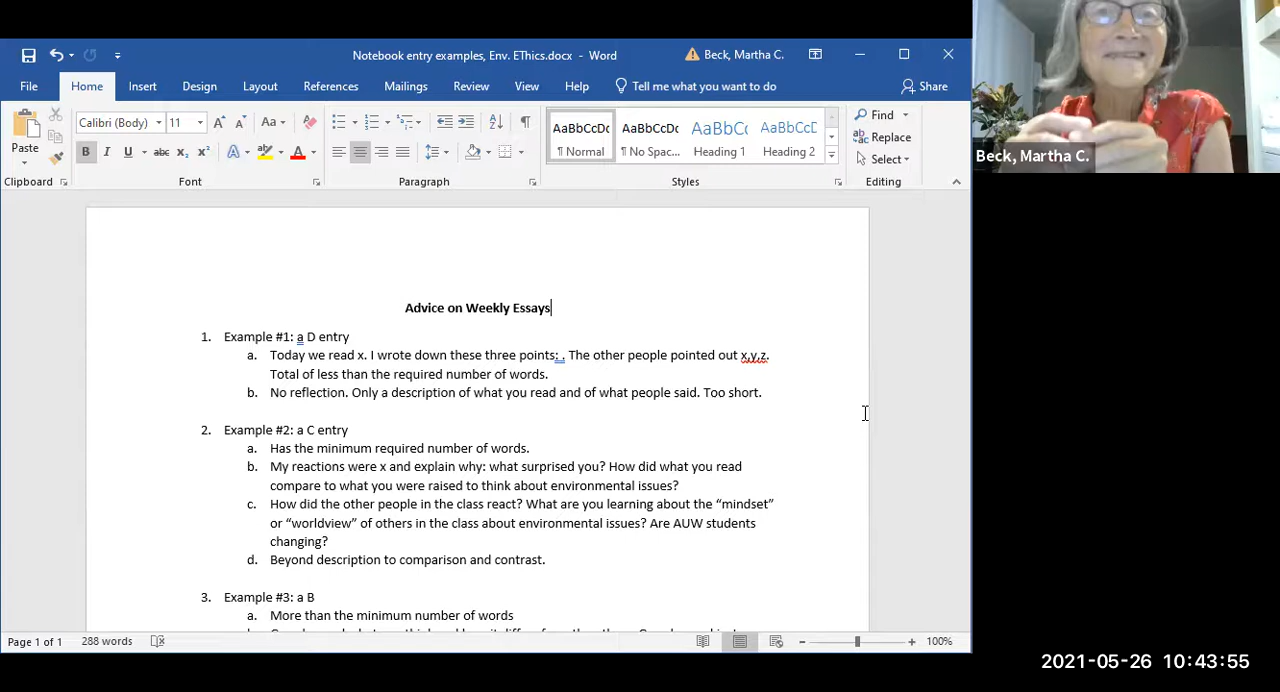 Notebook entry examples, Env. EThics.docx - Word
Beck, Martha C.
File Home Insert Design Layout References Mailings Review View Help Tell me what you want to do Share
Paste
Calibri (Body) 11
Aa
B I U abc X₂ X² A A
AaBbCcDc AaBbCcDc AaBbCc AaBbCcD
¶ Normal ¶ No Spac... Heading 1 Heading 2
Find
Replace
Select
Clipboard Font Paragraph Styles Editing
Beck, Martha C.
Advice on Weekly Essays
1. Example #1: a D entry
a. Today we read x. I wrote down these three points: . The other people pointed out x,y,z.
Total of less than the required number of words.
b. No reflection. Only a description of what you read and of what people said. Too short.
2. Example #2: a C entry
a. Has the minimum required number of words.
b. My reactions were x and explain why: what surprised you? How did what you read
compare to what you were raised to think about environmental issues?
c. How did the other people in the class react? What are you learning about the “mindset”
or “worldview” of others in the class about environmental issues? Are AUW students
changing?
d. Beyond description to comparison and contrast.
3. Example #3: a B
a. More than the minimum number of words
Page 1 of 1 288 words 100%
2021-05-26 10:43:55